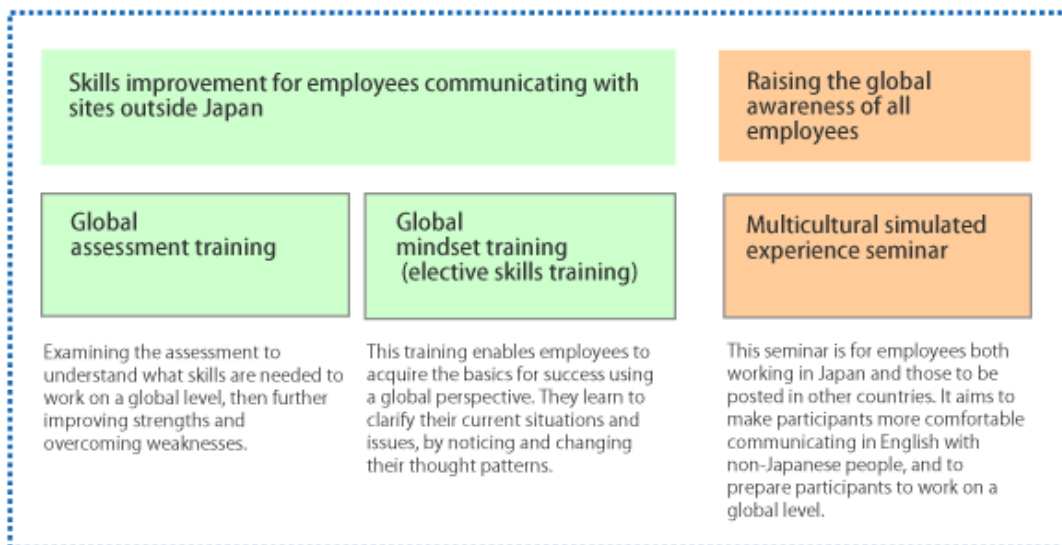 Skills improvement for employees communicating with
sites outside Japan
Raising the global
awareness of all
employees
Global
assessment training
Global
mindset training
(elective skills training)
Multicultural simulated
experience seminar
Examining the assessment to
understand what skills are needed to
work on a global level, then further
improving strengths and
overcoming weaknesses.
This training enables employees to
acquire the basics for success using
a global perspective. They learn to
clarify their current situations and
issues, by noticing and changing
their thought patterns.
This seminar is for employees both
working in Japan and those to be
posted in other countries. It aims to
make participants more comfortable
communicating in English with
non-Japanese people, and to
prepare participants to work on a
global level.